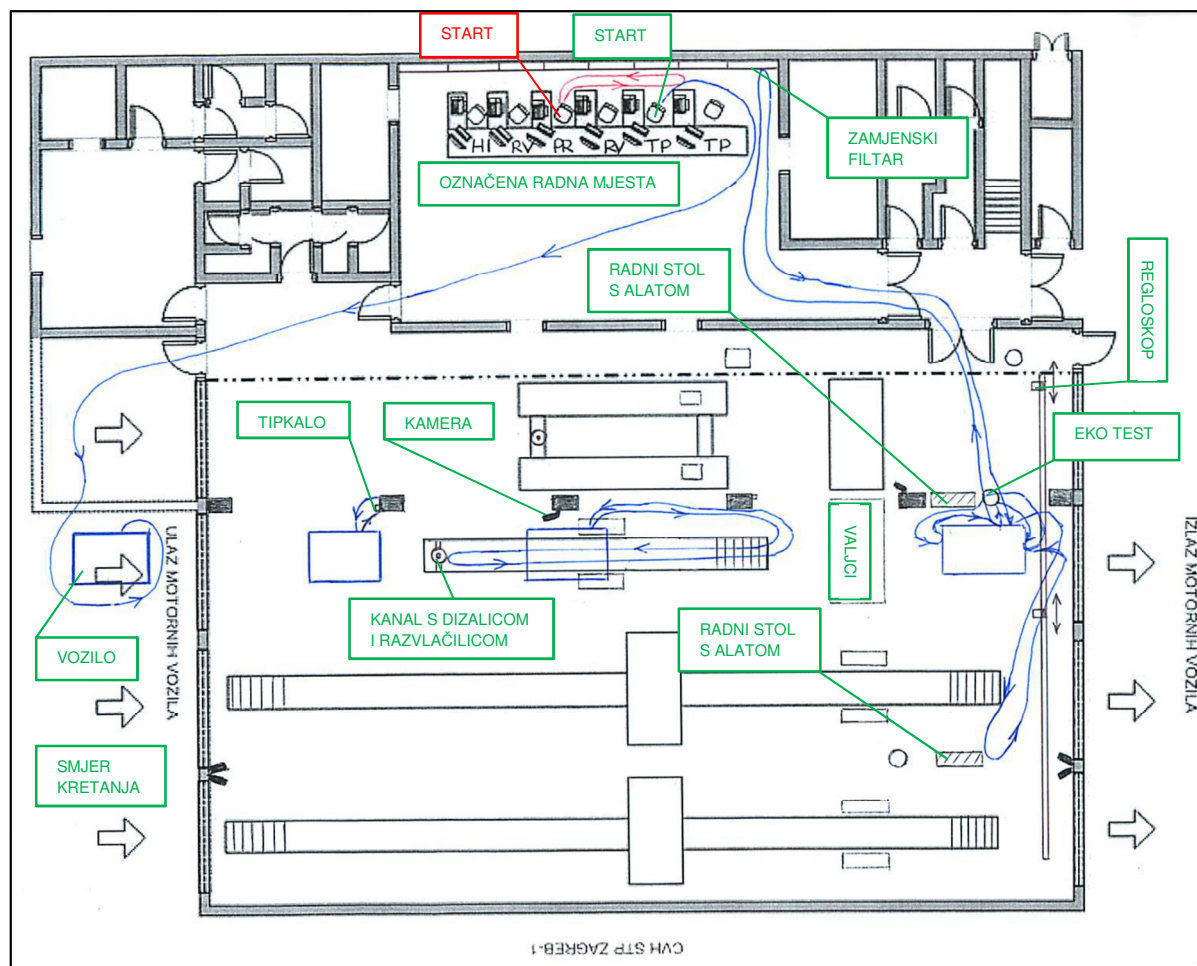 START
START
ZAMJENSKI
FILTAR
HI RV PR RV TP TP
OZNAČENA RADNA MJESTA
RADNI STOL
S ALATOM
REGLOSKOP
TIPKALO
KAMERA
EKO TEST
ULAZ MOTORNIH VOZILA
VALJCI
IZLAZ MOTORNIH VOZILA
VOZILO
KANAL S DIZALICOM
I RAZVLAČILICOM
RADNI STOL
S ALATOM
SMJER
KRETANJA
CVH STP ZAGREB-1